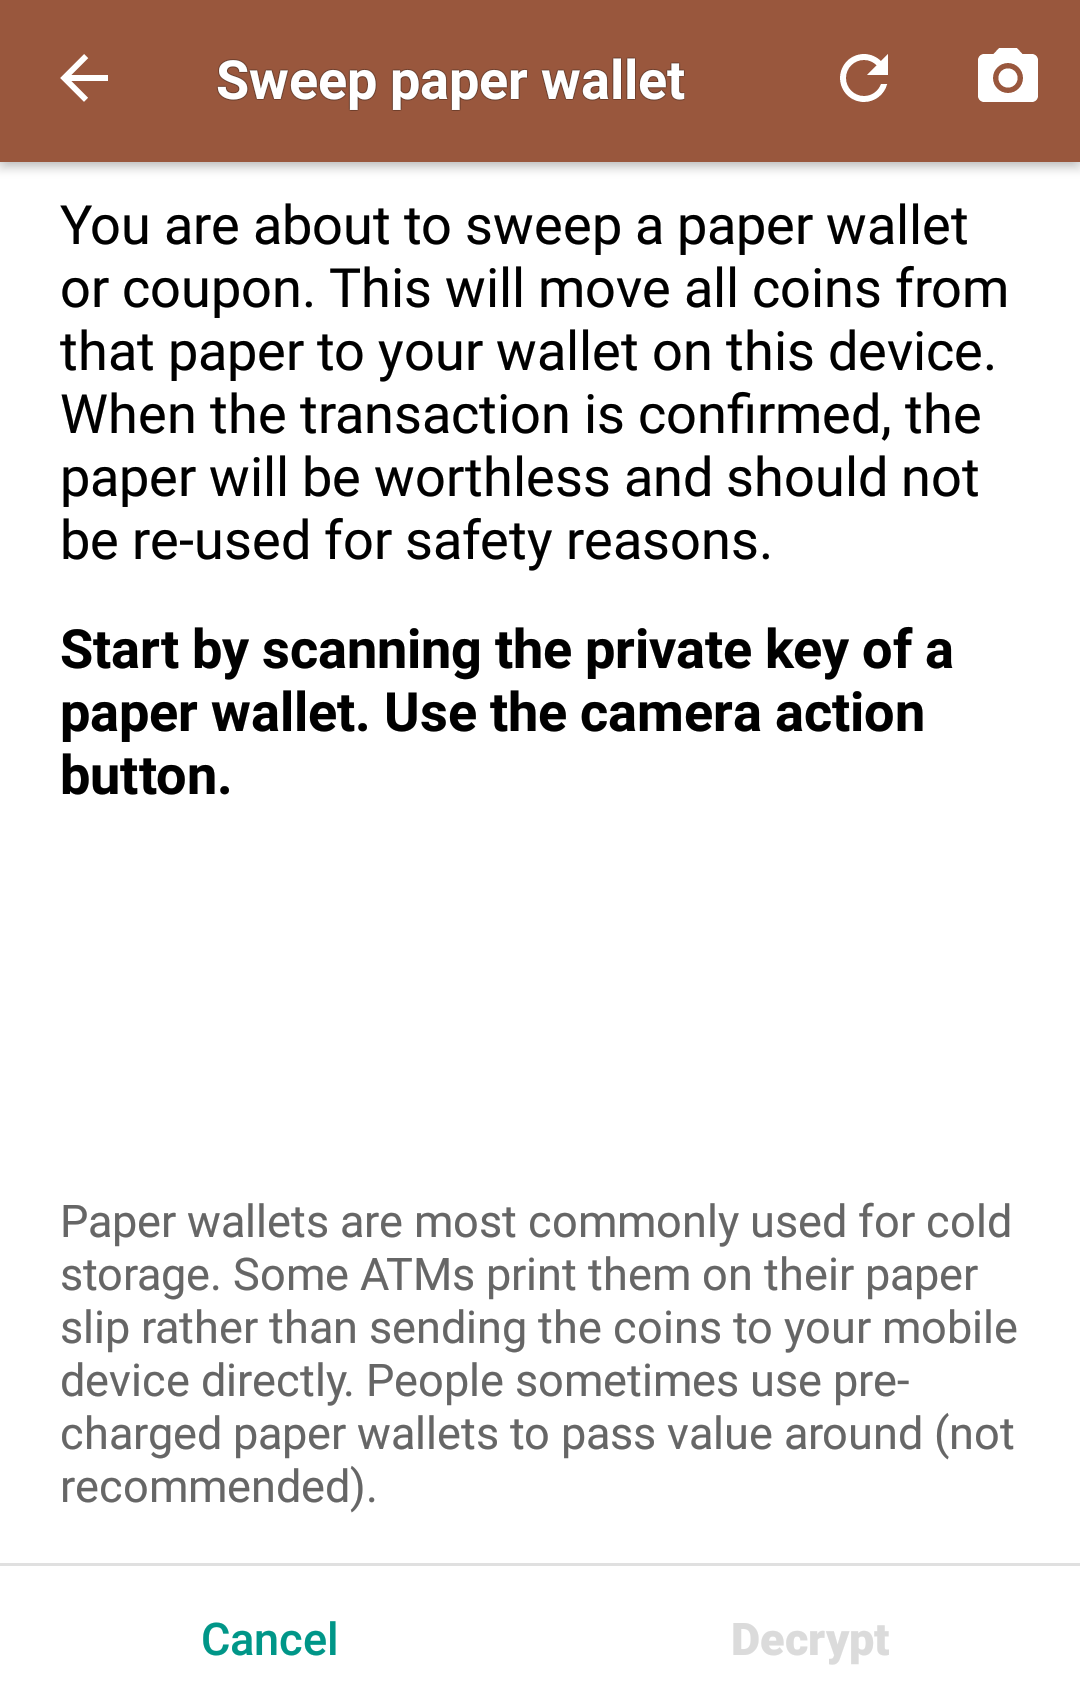 Sweep paper wallet
You are about to sweep a paper wallet
or coupon. This will move all coins from
that paper to your wallet on this device.
When the transaction is confirmed, the
paper will be worthless and should not
be re-used for safety reasons.
Start by scanning the private key of a
paper wallet. Use the camera action
button.
Paper wallets are most commonly used for cold
storage. Some ATMs print them on their paper
slip rather than sending the coins to your mobile
device directly. People sometimes use pre-
charged paper wallets to pass value around (not
recommended).
Cancel
Decrypt